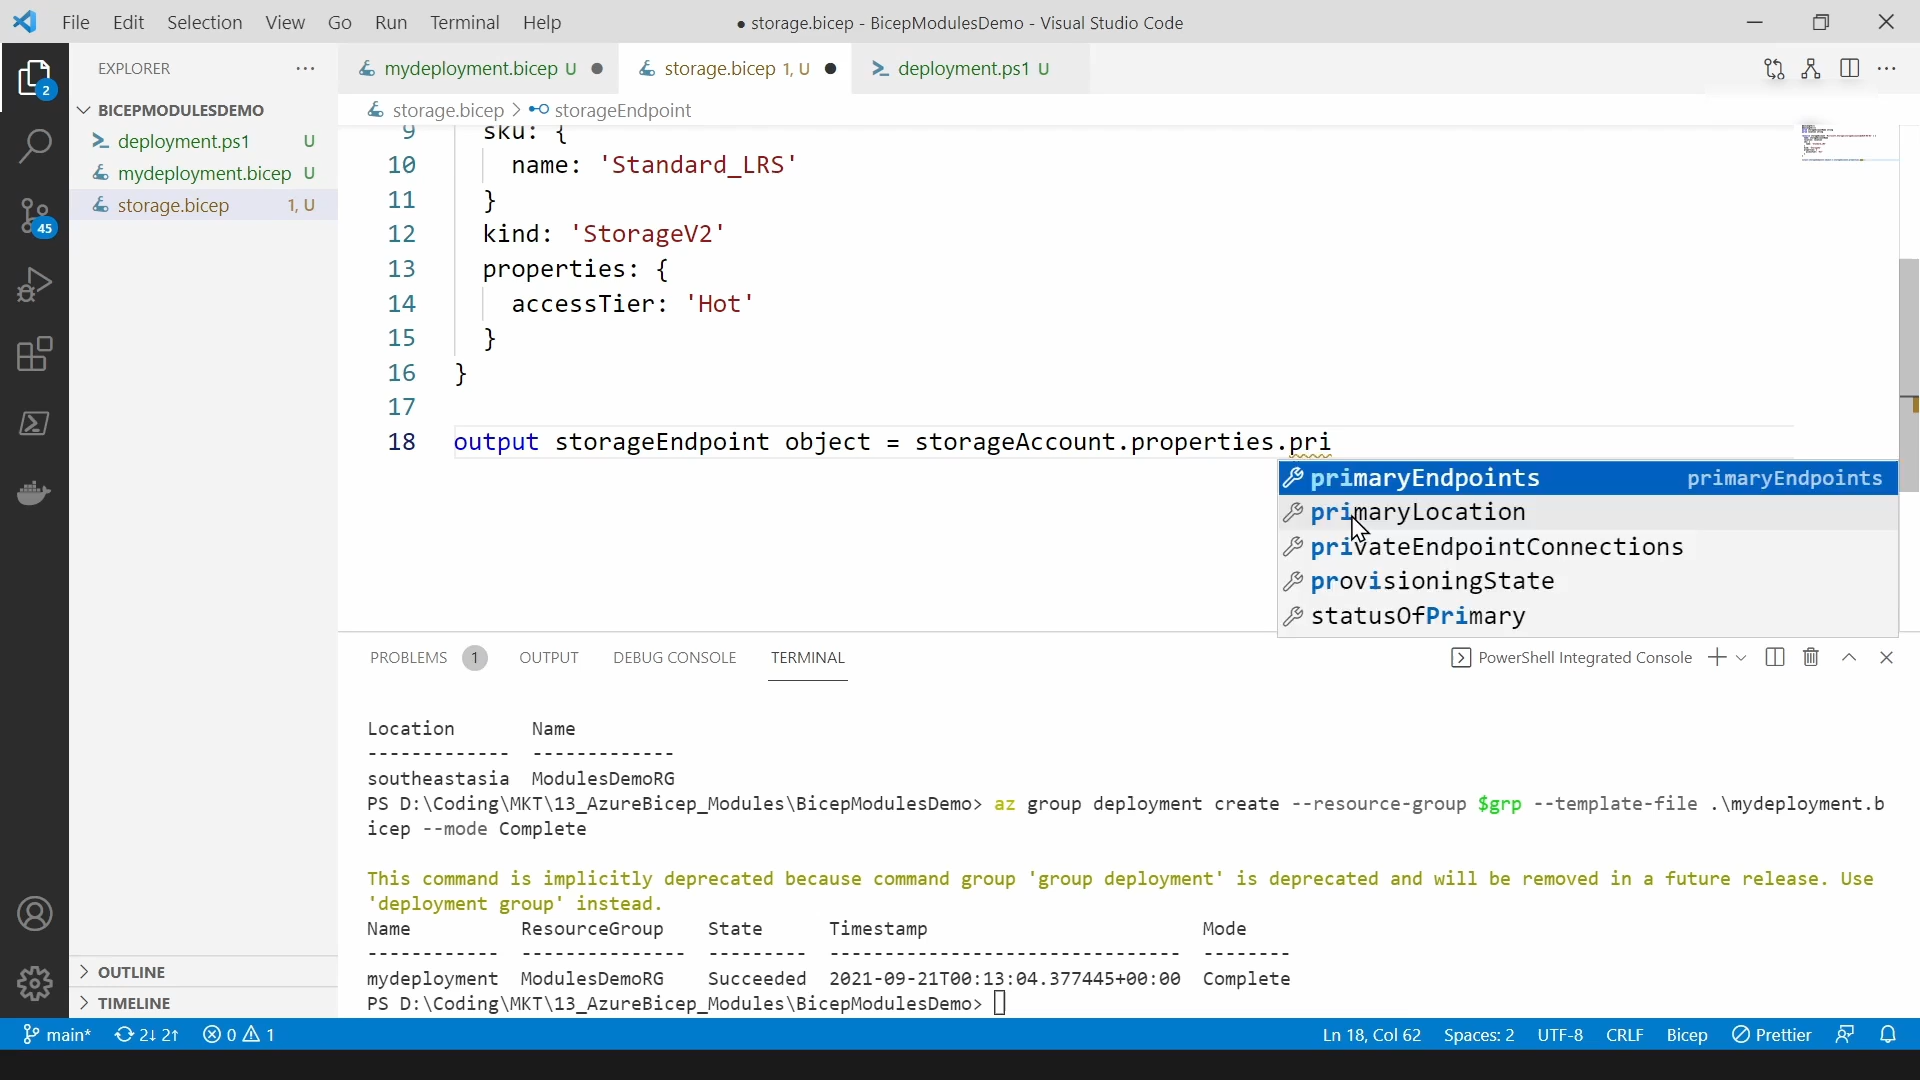 File Edit Selection View Go Run Terminal Help
● storage.bicep - BicepModulesDemo - Visual Studio Code
EXPLORER
mydeployment.bicep U
storage.bicep 1, U
deployment.ps1 U
2
45
BICEPMODULESDEMO
deployment.ps1 U
mydeployment.bicep U
storage.bicep 1, U
storage.bicep > storageEndpoint
9 sku: {
10 name: 'Standard_LRS'
11 }
12 kind: 'StorageV2'
13 properties: {
14 accessTier: 'Hot'
15 }
16 }
17
18 output storageEndpoint object = storageAccount.properties.pri
primaryEndpoints primaryEndpoints
primaryLocation
privateEndpointConnections
provisioningState
statusOfPrimary
PROBLEMS 1 OUTPUT DEBUG CONSOLE TERMINAL
PowerShell Integrated Console
Location Name
------------- -------------
southeastasia ModulesDemoRG
PS D:\Coding\MKT\13_AzureBicep_Modules\BicepModulesDemo> az group deployment create --resource-group $grp --template-file .\mydeployment.b
icep --mode Complete
This command is implicitly deprecated because command group 'group deployment' is deprecated and will be removed in a future release. Use
'deployment group' instead.
Name ResourceGroup State Timestamp Mode
------------ --------------- --------- -------------------------------- --------
mydeployment ModulesDemoRG Succeeded 2021-09-21T00:13:04.377445+00:00 Complete
PS D:\Coding\MKT\13_AzureBicep_Modules\BicepModulesDemo>
OUTLINE
TIMELINE
main* 2↓ 2↑ 0 1
Ln 18, Col 62 Spaces: 2 UTF-8 CRLF Bicep Prettier